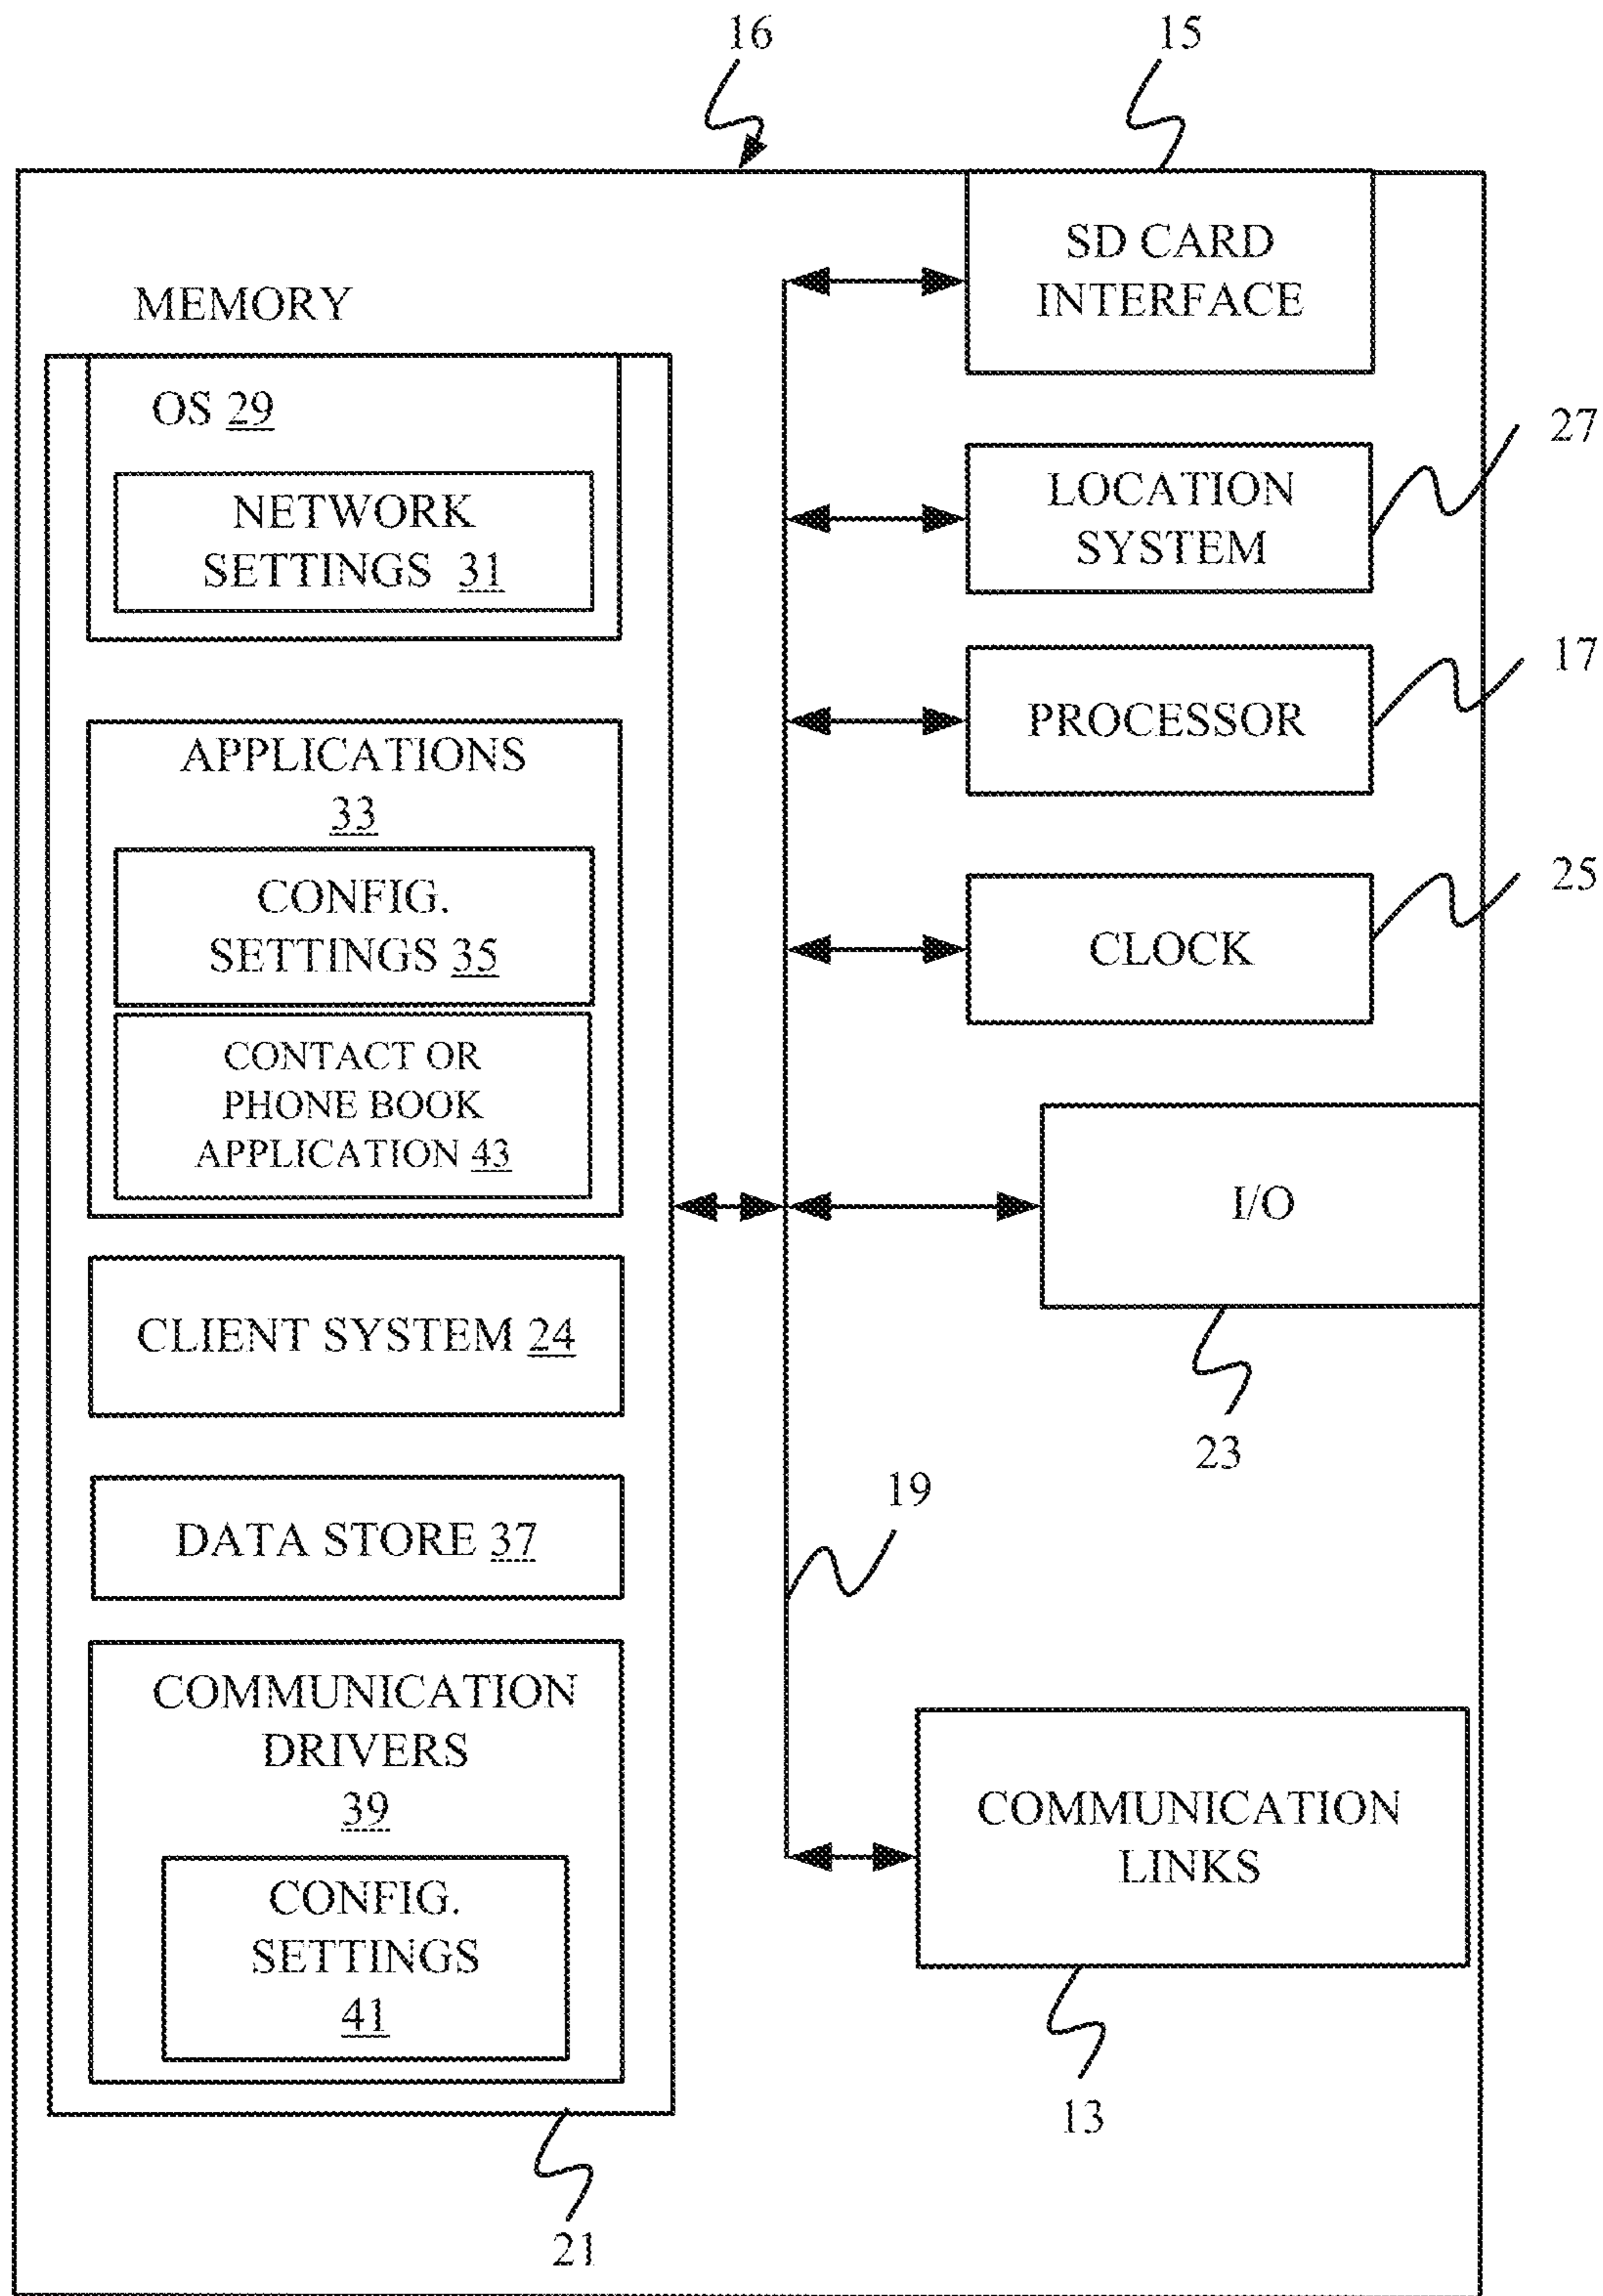 16
15
SD CARD
INTERFACE
MEMORY
OS 29
NETWORK
SETTINGS 31
27
LOCATION
SYSTEM
17
PROCESSOR
APPLICATIONS
33
CONFIG.
SETTINGS 35
25
CLOCK
CONTACT OR
PHONE BOOK
APPLICATION 43
I/O
23
CLIENT SYSTEM 24
19
DATA STORE 37
COMMUNICATION
DRIVERS
39
CONFIG.
SETTINGS
41
COMMUNICATION
LINKS
13
21